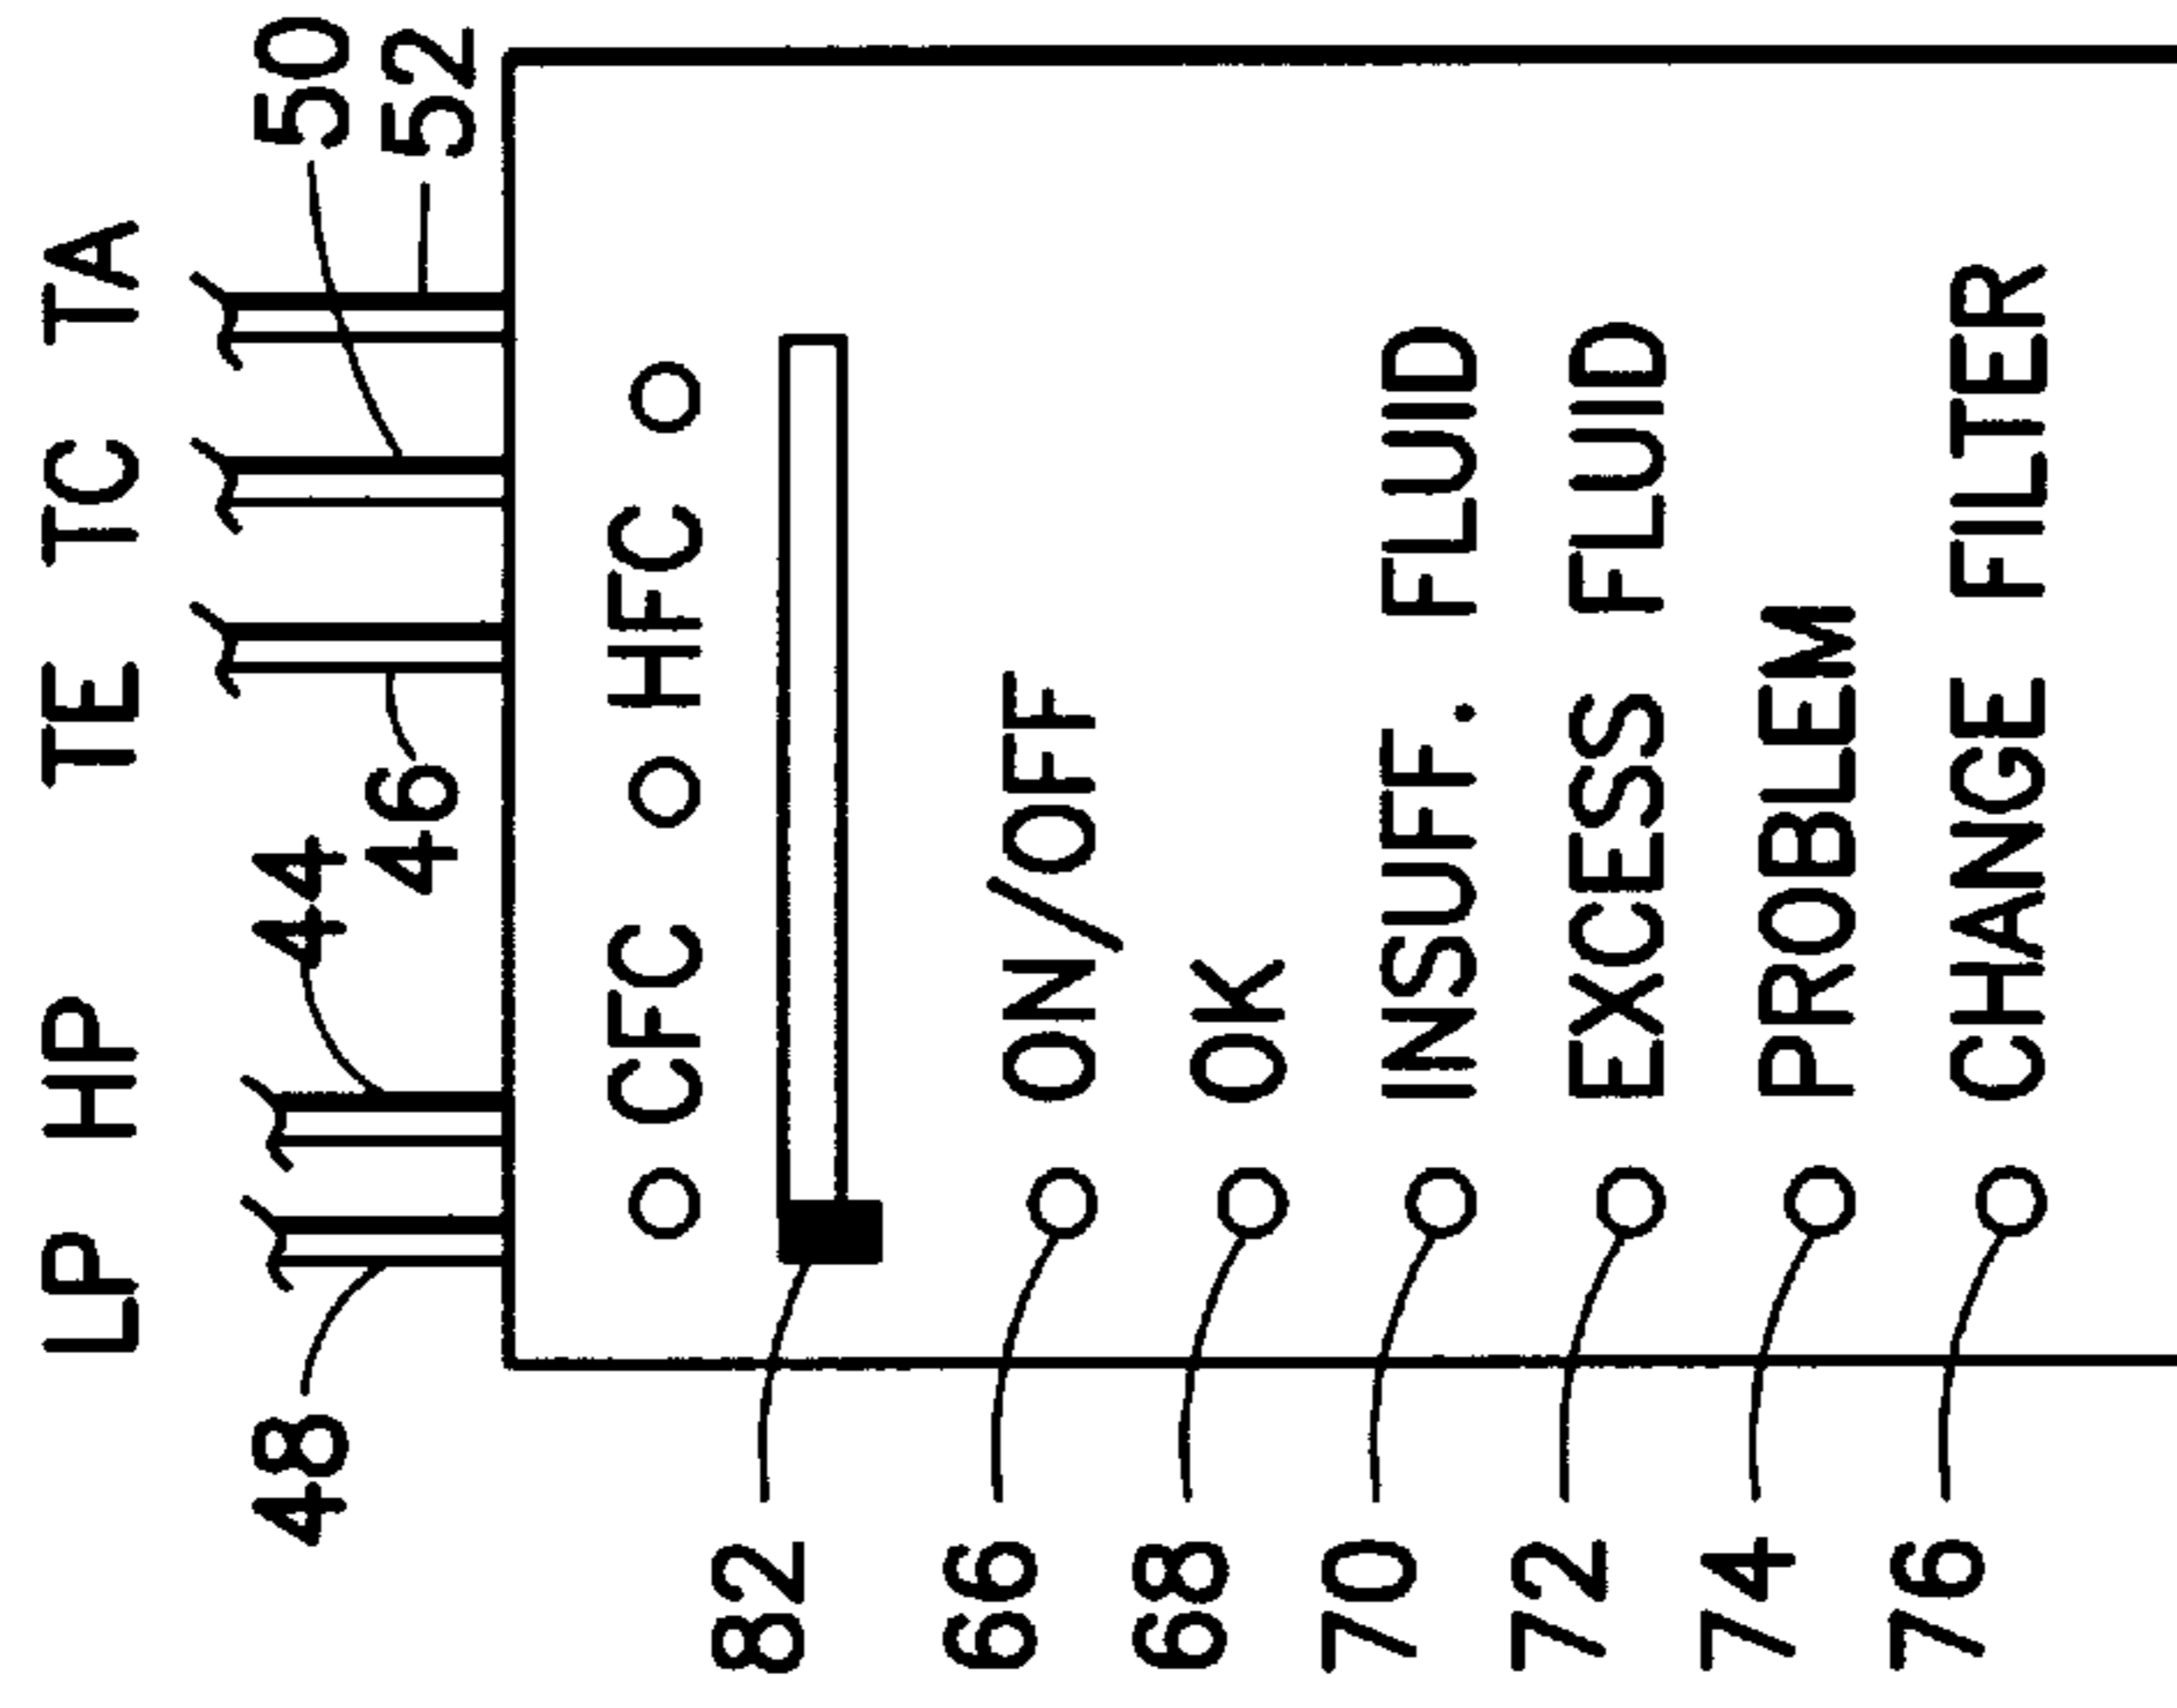 LP HP TE TC TA
48 44 50
46 52
CFC HFC
82
66 ON/OFF
68 OK
70 INSUFF. FLUID
72 EXCESS FLUID
74 PROBLEM
76 CHANGE FILTER